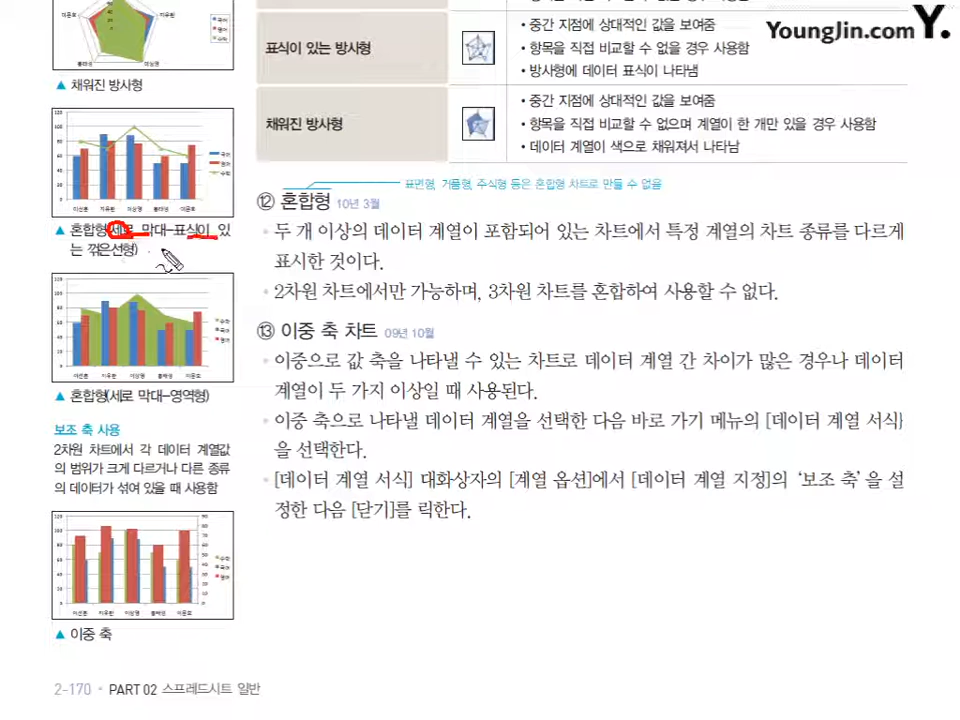 YoungJin.com Y.
▲ 채워진 방사형
▲ 혼합형(세로 막대-표식이 있
는 꺾은선형)
▲ 혼합형(세로 막대-영역형)
보조 축 사용
2차원 차트에서 각 데이터 계열값
의 범위가 크게 다르거나 다른 종류
의 데이터가 섞여 있을 때 사용함
▲ 이중 축
표식이 있는 방사형
• 중간 지점에 상대적인 값을 보여줌
• 항목을 직접 비교할 수 없을 경우 사용함
• 방사형에 데이터 표식이 나타남
채워진 방사형
• 중간 지점에 상대적인 값을 보여줌
• 항목을 직접 비교할 수 없으며 계열이 한 개만 있을 경우 사용함
• 데이터 계열이 색으로 채워져서 나타남
표면형, 거품형, 주식형 등은 혼합형 차트로 만들 수 없음
⑫ 혼합형 10년 3월
• 두 개 이상의 데이터 계열이 포함되어 있는 차트에서 특정 계열의 차트 종류를 다르게
표시한 것이다.
• 2차원 차트에서만 가능하며, 3차원 차트를 혼합하여 사용할 수 없다.
⑬ 이중 축 차트 09년 10월
• 이중으로 값 축을 나타낼 수 있는 차트로 데이터 계열 간 차이가 많은 경우나 데이터
계열이 두 가지 이상일 때 사용된다.
• 이중 축으로 나타낼 데이터 계열을 선택한 다음 바로 가기 메뉴의 [데이터 계열 서식}
을 선택한다.
• [데이터 계열 서식] 대화상자의 [계열 옵션]에서 [데이터 계열 지정]의 ‘보조 축’을 설
정한 다음 [닫기]를 릭한다.
2-170 • PART 02 스프레드시트 일반